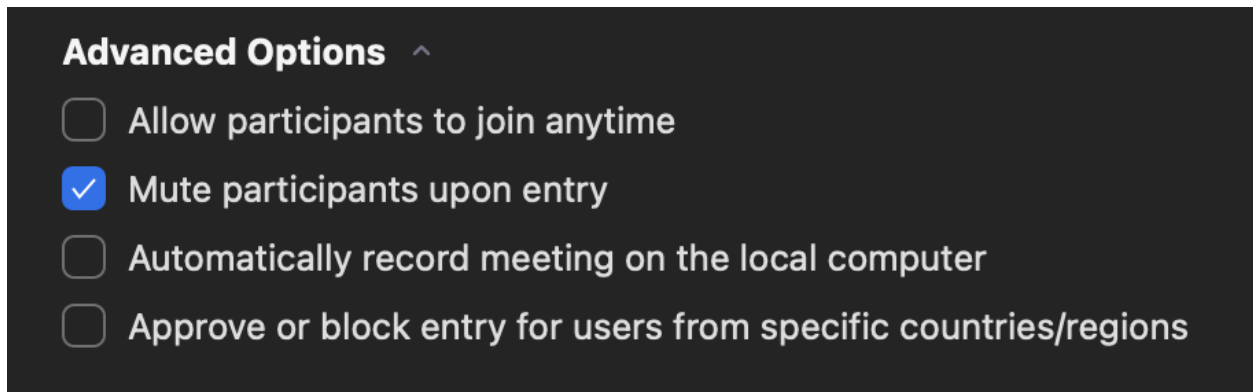 Advanced Options
Allow participants to join anytime
Mute participants upon entry
Automatically record meeting on the local computer
Approve or block entry for users from specific countries/regions